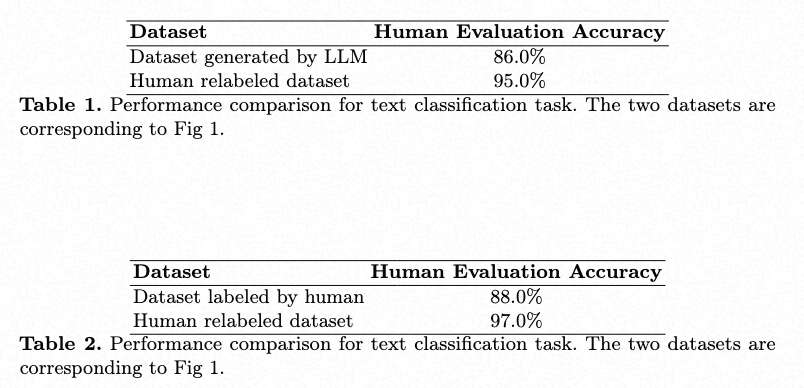 Dataset Human Evaluation Accuracy
Dataset generated by LLM 86.0%
Human relabeled dataset 95.0%
Table 1. Performance comparison for text classification task. The two datasets are
corresponding to Fig 1.
Dataset Human Evaluation Accuracy
Dataset labeled by human 88.0%
Human relabeled dataset 97.0%
Table 2. Performance comparison for text classification task. The two datasets are
corresponding to Fig 1.